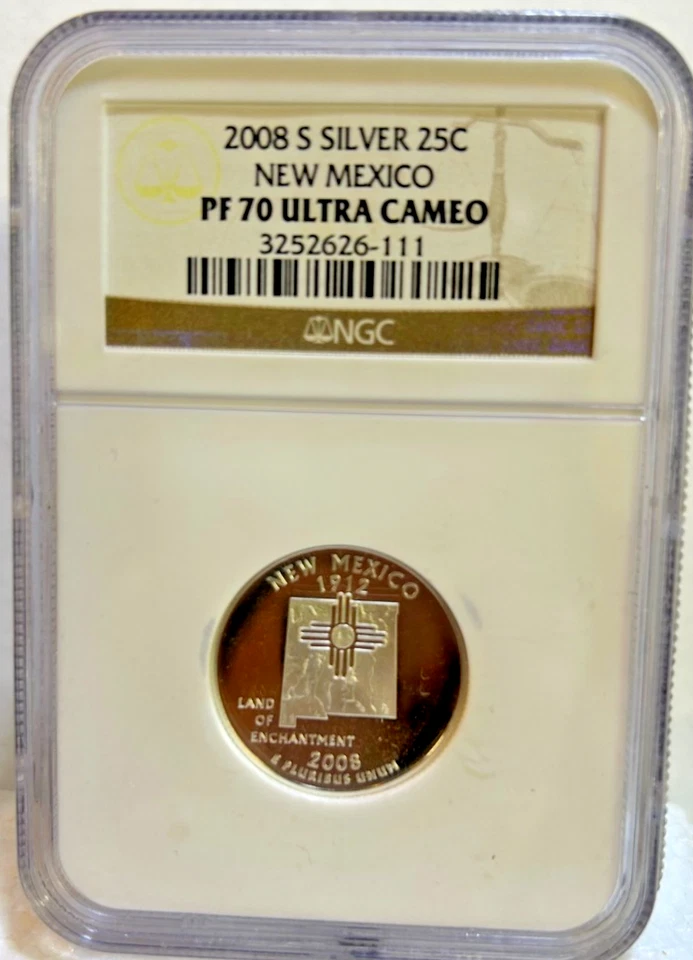 2008 S SILVER 25C
NEW MEXICO
PF 70 ULTRA CAMEO
3252626-111
NGC
NEW MEXICO
1912
LAND
OF
ENCHANTMENT
2008
E PLURIBUS UNUM